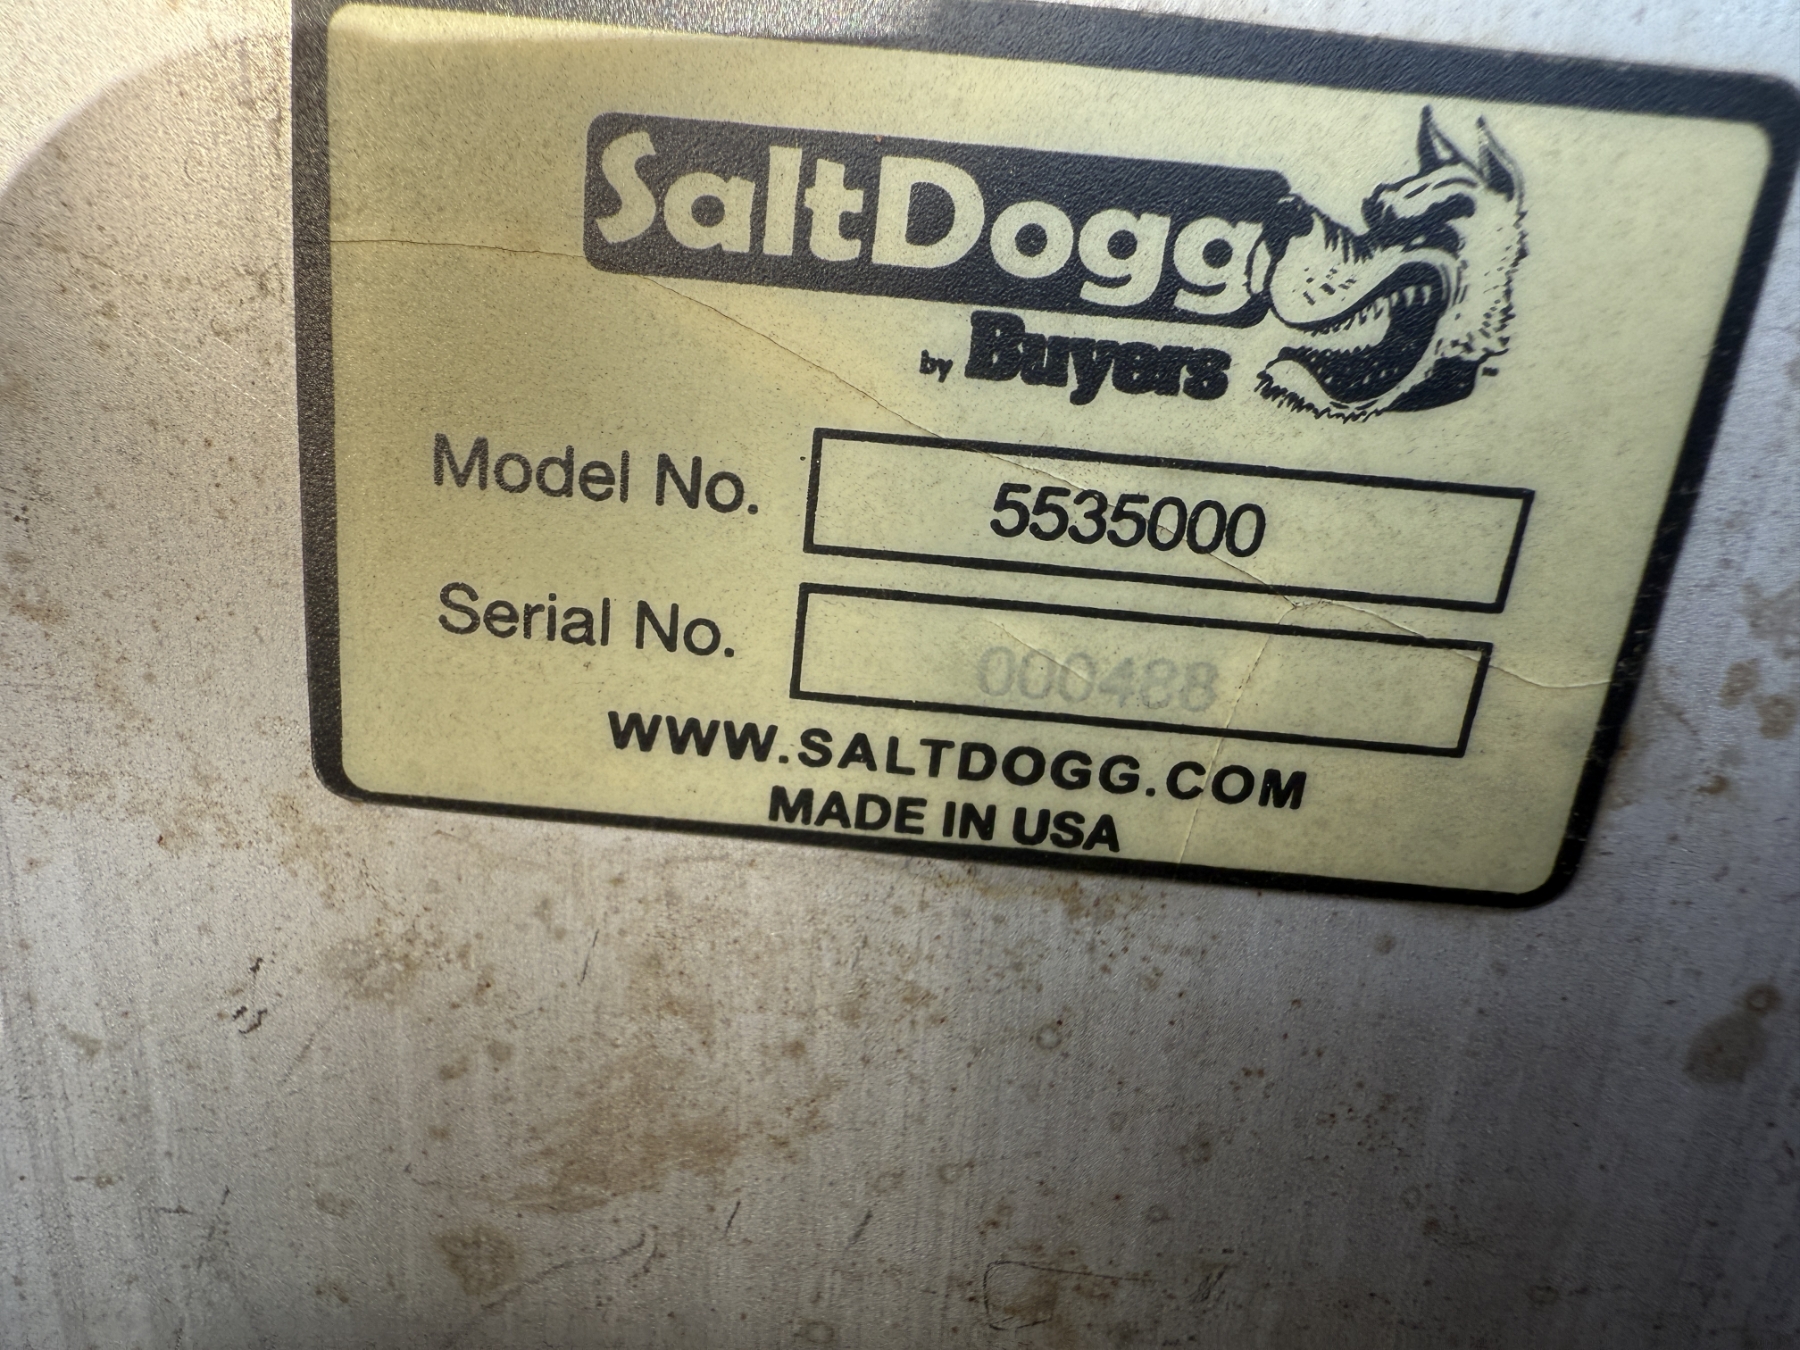 SaltDogg
by Buyers
Model No. 5535000
Serial No. 000488
WWW.SALTDOGG.COM
MADE IN USA